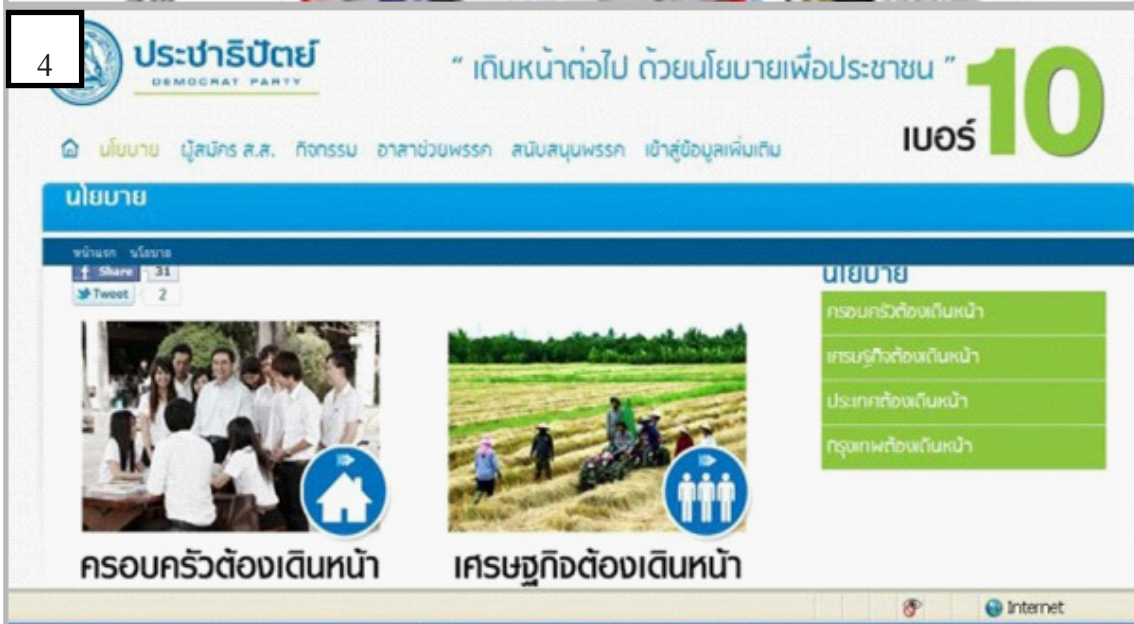 4
ประชาธิปัตย์
DEMOCRAT PARTY
“ เดินหน้าต่อไป ด้วยนโยบายเพื่อประชาชน ”
เบอร์ 10
นโยบาย ผู้สมัคร ส.ส. กิจกรรม อาสาช่วยพรรค สนับสนุนพรรค เข้าสู่ข้อมูลเพิ่มเติม
นโยบาย
หน้าแรก นโยบาย
Share 31
Tweet 2
นโยบาย
ครอบครัวต้องเดินหน้า
เศรษฐกิจต้องเดินหน้า
ประเทศต้องเดินหน้า
กรุงเทพต้องเดินหน้า
ครอบครัวต้องเดินหน้า
เศรษฐกิจต้องเดินหน้า
Internet